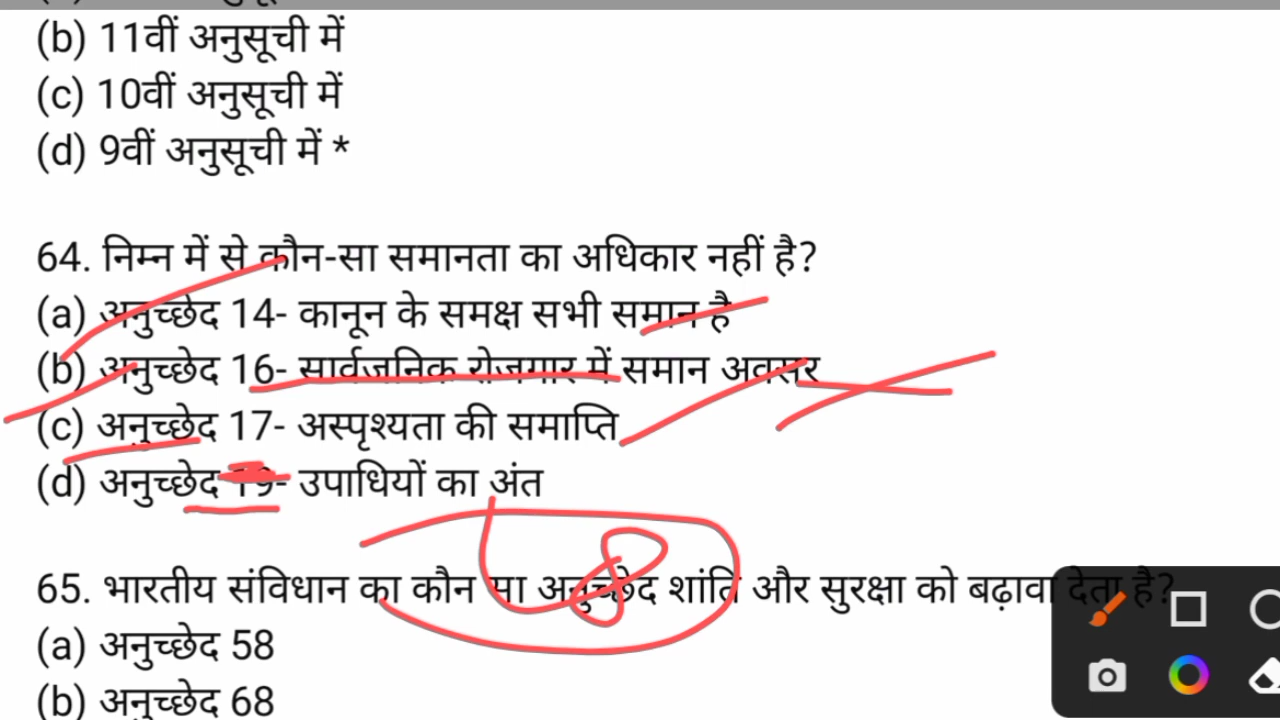 (b) 11वीं अनुसूची में
(c) 10वीं अनुसूची में
(d) 9वीं अनुसूची में *
64. निम्न में से कौन-सा समानता का अधिकार नहीं है?
(a) अनुच्छेद 14- कानून के समक्ष सभी समान है
(b) अनुच्छेद 16- सार्वजनिक रोजगार में समान अवसर
(c) अनुच्छेद 17- अस्पृश्यता की समाप्ति
(d) अनुच्छेद 19- उपाधियों का अंत
65. भारतीय संविधान का कौन सा अनुच्छेद शांति और सुरक्षा को बढ़ावा देता है?
(a) अनुच्छेद 58
(b) अनुच्छेद 68